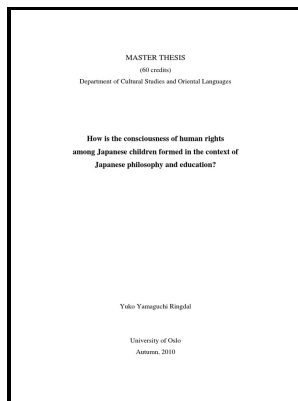 MASTER THESIS
(60 credits)
Department of Cultural Studies and Oriental Languages
How is the consciousness of human rights
among Japanese children formed in the context of
Japanese philosophy and education?
Yuko Yamaguchi Ringdal
University of Oslo
Autumn, 2010